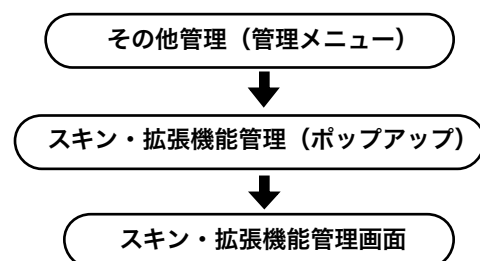 その他管理（管理メニュー）
スキン・拡張機能管理（ポップアップ）
スキン・拡張機能管理画面